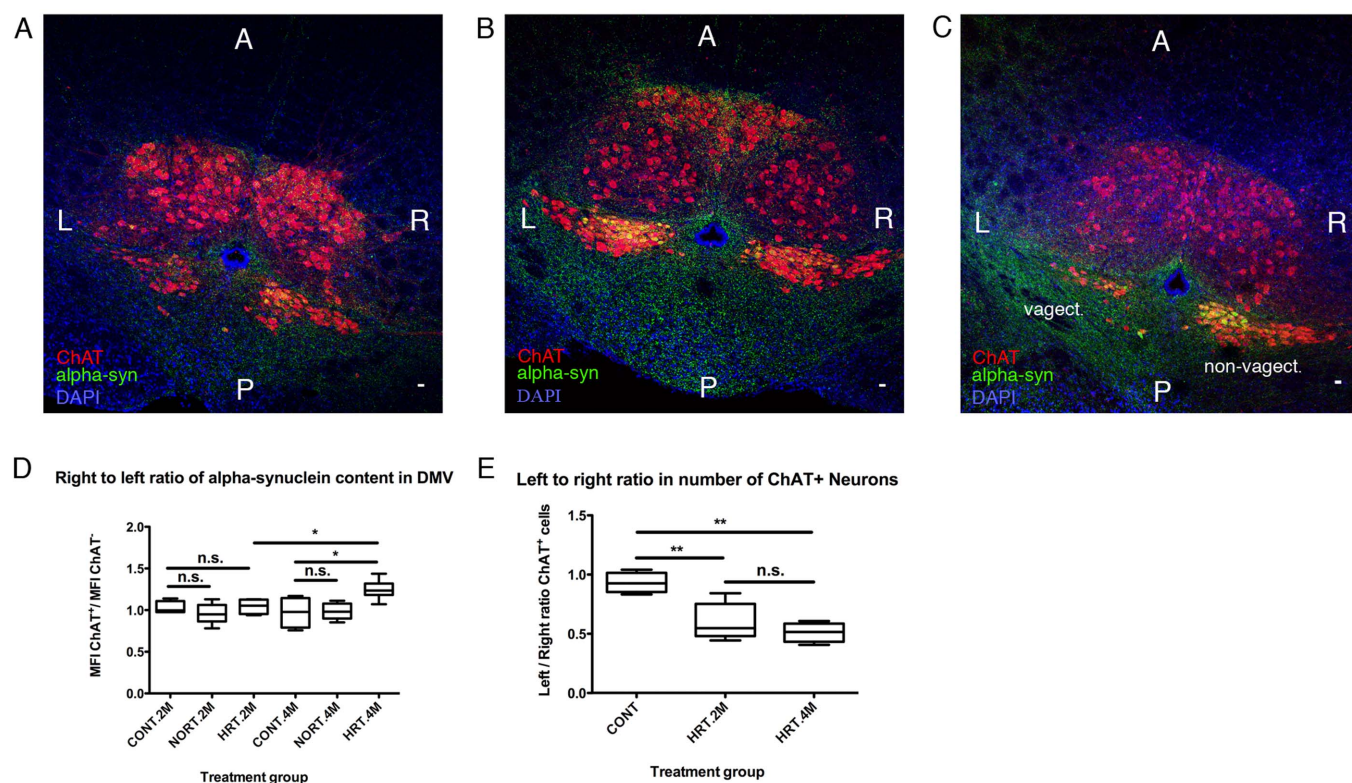 A
A
L
R
ChAT
alpha-syn
DAPI
P
B
A
L
R
ChAT
alpha-syn
DAPI
P
C
A
L
R
vagect.
non-vagect.
ChAT
alpha-syn
DAPI
P
D
Right to left ratio of alpha-synuclein content in DMV
MFI ChAT⁺/ MFI ChAT⁻
2.0
1.5
1.0
0.5
0.0
n.s.
n.s.
*
*
n.s.
CONT.2M
NORT.2M
HRT.2M
CONT.4M
NORT.4M
HRT.4M
Treatment group
E
Left to right ratio in number of ChAT+ Neurons
Left / Right ratio ChAT⁺ cells
1.5
1.0
0.5
0.0
**
**
n.s.
CONT
HRT.2M
HRT.4M
Treatment group